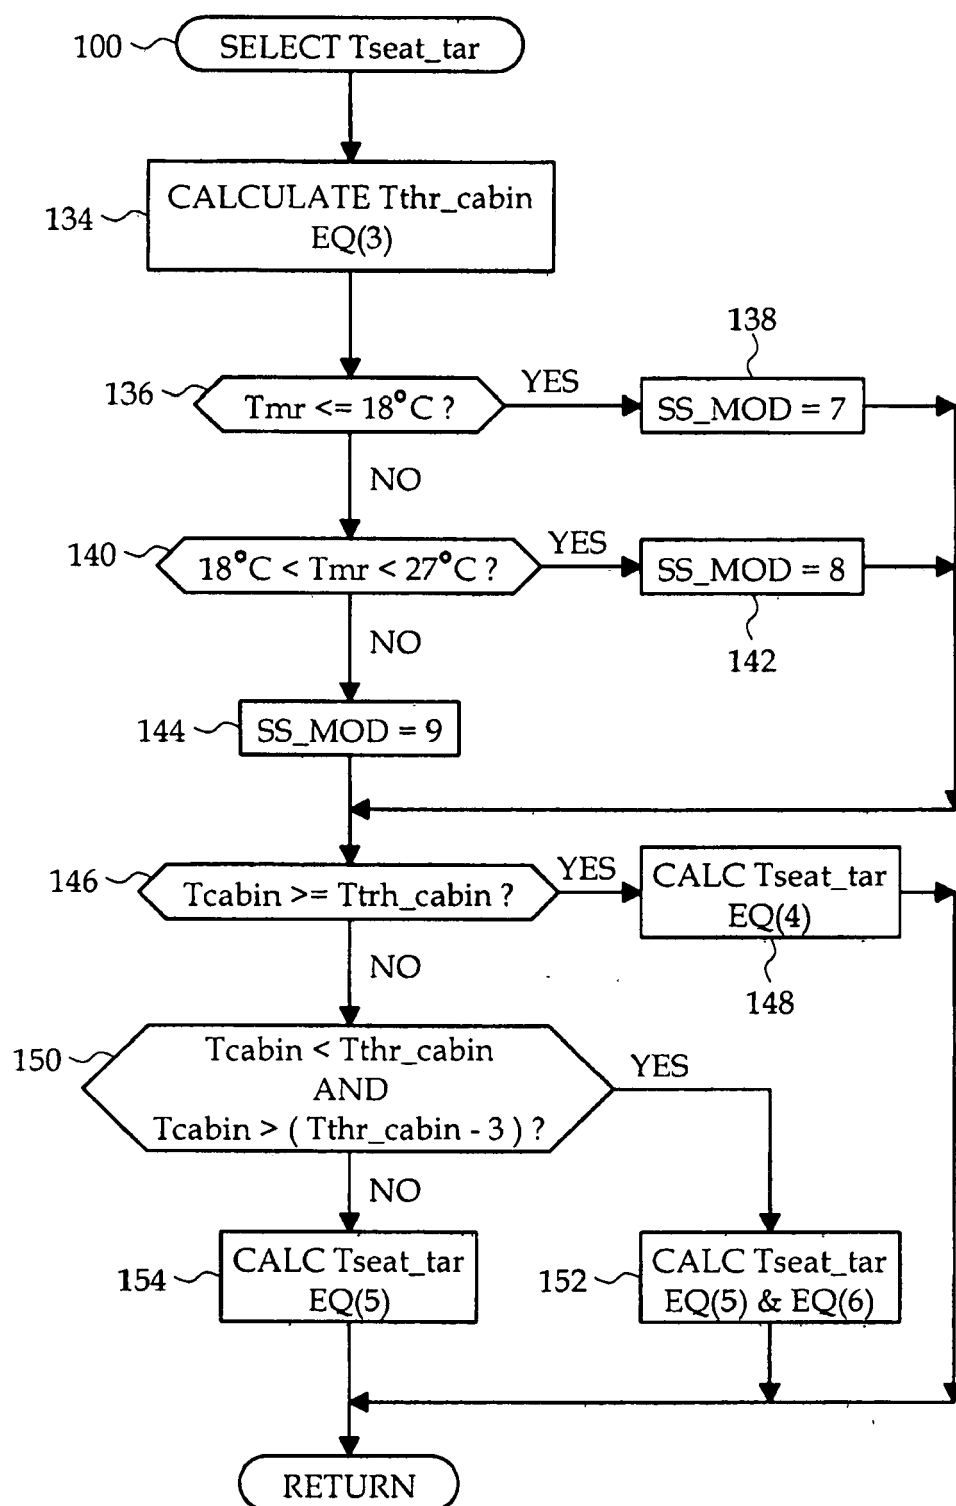 100
SELECT Tseat_tar
134
CALCULATE Tthr_cabin
EQ(3)
136
Tmr <= 18°C ?
YES
138
SS_MOD = 7
NO
140
18°C < Tmr < 27°C ?
YES
SS_MOD = 8
142
NO
144
SS_MOD = 9
146
Tcabin >= Ttrh_cabin ?
YES
CALC Tseat_tar
EQ(4)
148
NO
150
Tcabin < Tthr_cabin
AND
Tcabin > ( Tthr_cabin - 3 ) ?
YES
NO
154
CALC Tseat_tar
EQ(5)
152
CALC Tseat_tar
EQ(5) & EQ(6)
RETURN